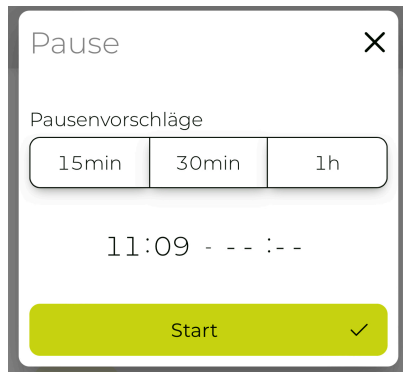 Pause
Pausenvorschläge
15min 30min 1h
11:09 - -- :--
Start